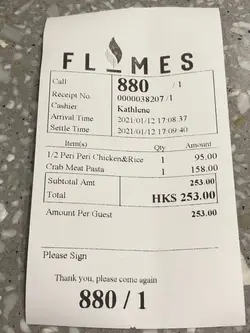 FLAMES
Call 880 / 1
Receipt No. 0000038207 / 1
Cashier Kathlene
Arrival Time 2021/01/12 17:08:37
Settle Time 2021/01/12 17:09:40
Item(s) Qty Amount
1/2 Peri Peri Chicken&Rice 1 95.00
Crab Meat Pasta 1 158.00
Subtotal Amt 253.00
Total HK$ 253.00
Amount Per Guest 253.00
Please Sign
Thank you, please come again
880 / 1